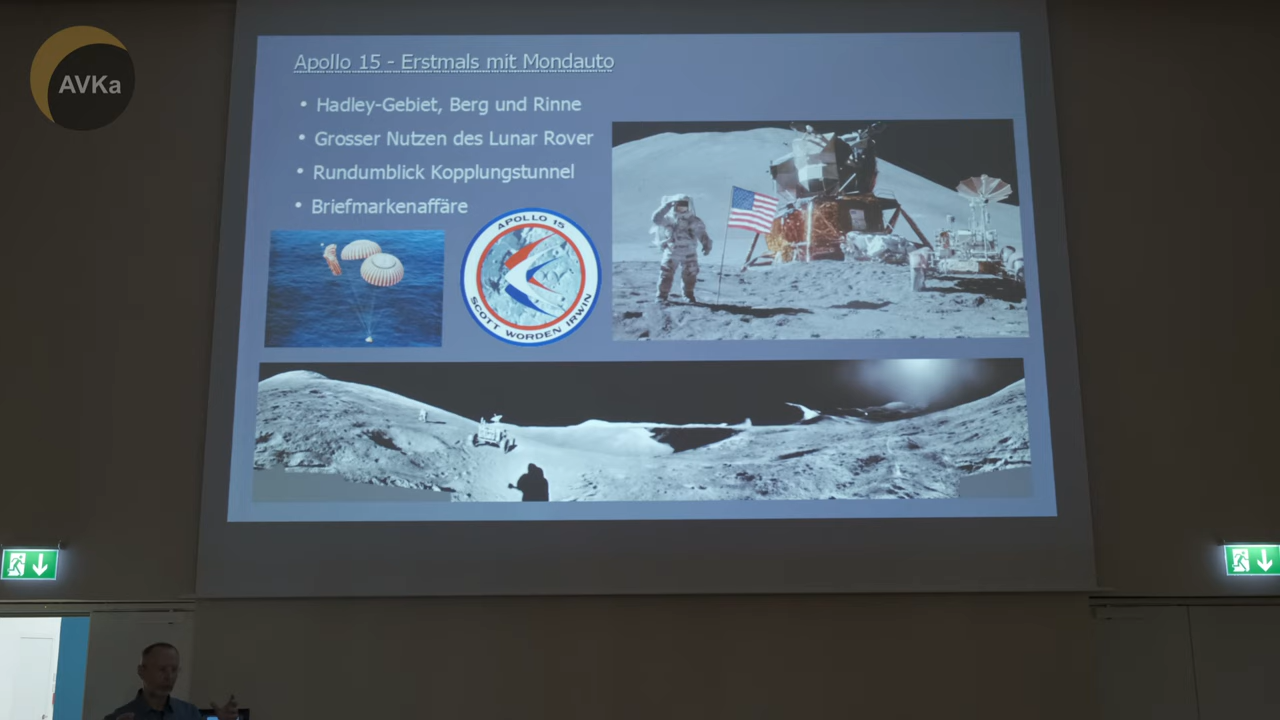 AVKa
Apollo 15 - Erstmals mit Mondauto
• Hadley-Gebiet, Berg und Rinne
• Grosser Nutzen des Lunar Rover
• Rundumblick Kopplungstunnel
• Briefmarkenaffäre
APOLLO 15
SCOTT WORDEN IRWIN